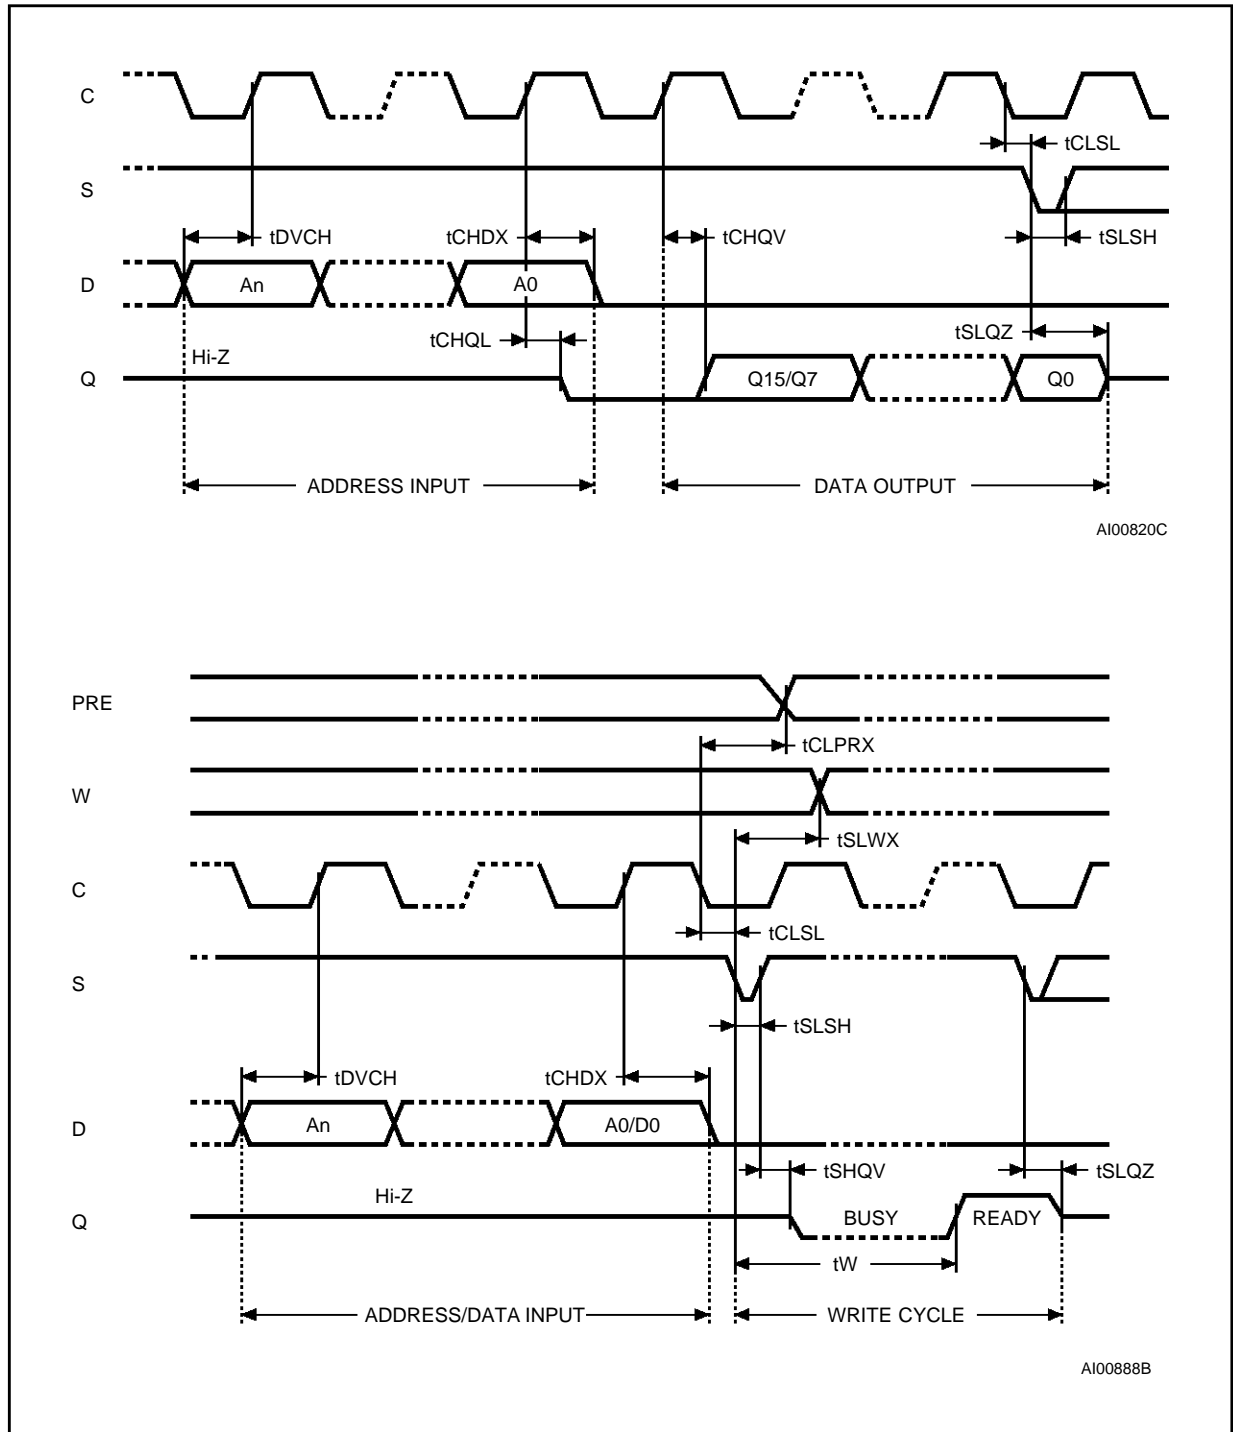 C
tCLSL
S
tDVCH
tCHDX
tCHQV
tSLSH
D
An
A0
tCHQL
tSLQZ
Hi-Z
Q
Q15/Q7
Q0
ADDRESS INPUT
DATA OUTPUT
AI00820C
PRE
tCLPRX
W
tSLWX
C
tCLSL
S
tSLSH
tDVCH
tCHDX
D
An
A0/D0
tSHQV
tSLQZ
Hi-Z
Q
BUSY
READY
tW
ADDRESS/DATA INPUT
WRITE CYCLE
AI00888B